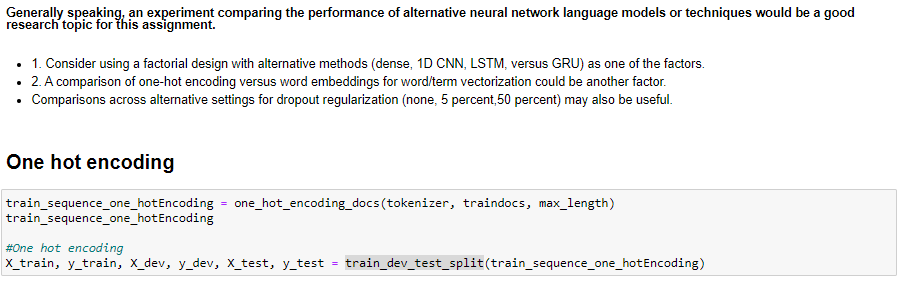 Generally speaking, an experiment comparing the performance of alternative neural network language models or techniques would be a good
research topic for this assignment.
• 1. Consider using a factorial design with alternative methods (dense, 1D CNN, LSTM, versus GRU) as one of the factors.
• 2. A comparison of one-hot encoding versus word embeddings for word/term vectorization could be another factor.
• Comparisons across alternative settings for dropout regularization (none, 5 percent,50 percent) may also be useful.
One hot encoding
train_sequence_one_hotEncoding = one_hot_encoding_docs(tokenizer, traindocs, max_length)
train_sequence_one_hotEncoding
#One hot encoding
X_train, y_train, X_dev, y_dev, X_test, y_test = train_dev_test_split(train_sequence_one_hotEncoding)